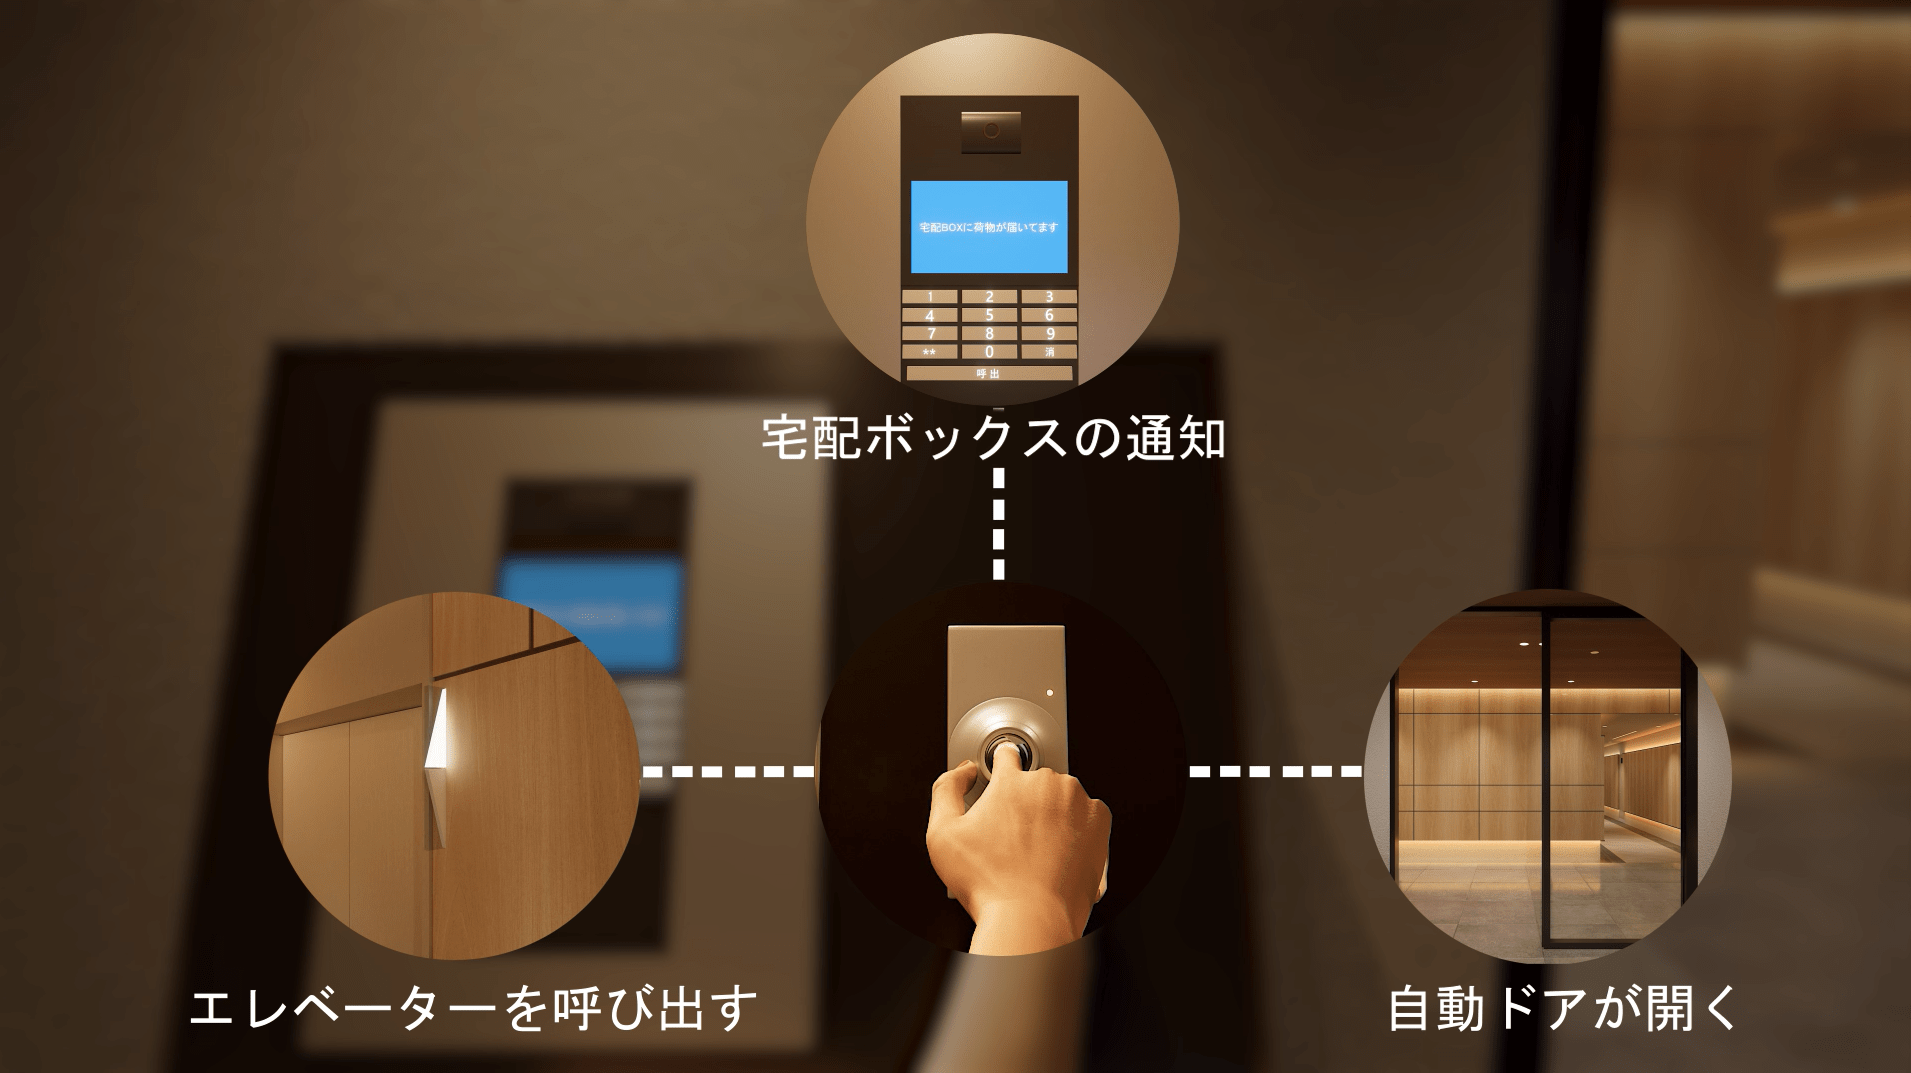 宅配BOXに荷物が届いてます
1 2 3
4 5 6
7 8 9
** 0 消
呼出
宅配ボックスの通知
エレベーターを呼び出す
自動ドアが開く